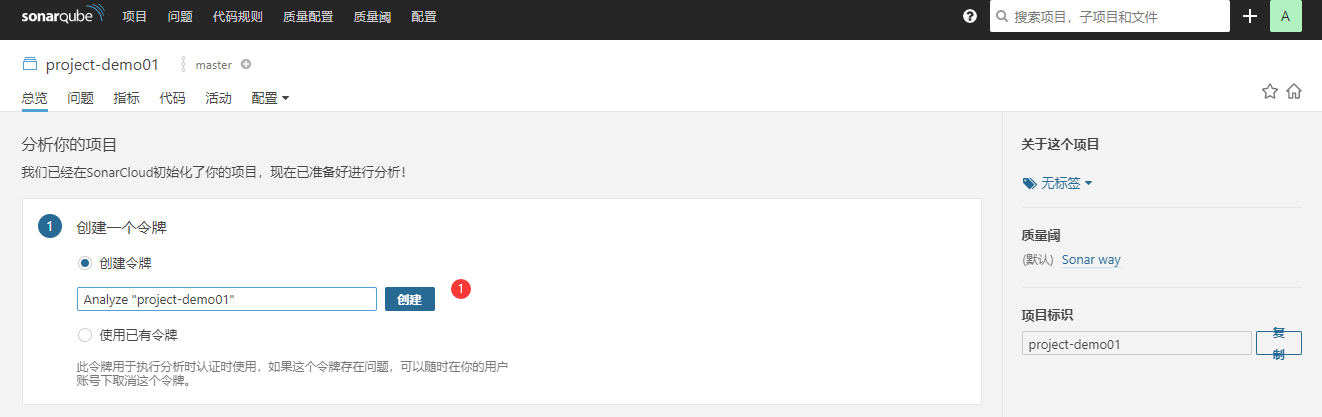 sonarqube 项目 问题 代码规则 质量配置 质量阈 配置 ? 搜索项目，子项目和文件 + A
project-demo01 master
总览 问题 指标 代码 活动 配置
分析你的项目
我们已经在SonarCloud初始化了你的项目，现在已准备好进行分析！
1 创建一个令牌
创建令牌
Analyze "project-demo01" 创建 1
使用已有令牌
此令牌用于执行分析时认证时使用，如果这个令牌存在问题，可以随时在你的用户
账号下取消这个令牌。
关于这个项目
无标签
质量阈
(默认) Sonar way
项目标识
project-demo01 复
制